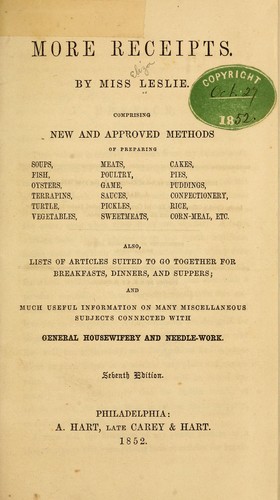 MORE RECEIPTS.
Eliza
BY MISS LESLIE.
COPYRIGHT
Oct. 27
1852.
COMPRISING
NEW AND APPROVED METHODS
OF PREPARING
SOUPS, MEATS, CAKES,
FISH, POULTRY, PIES,
OYSTERS, GAME, PUDDINGS,
TERRAPINS, SAUCES, CONFECTIONERY,
TURTLE, PICKLES, RICE,
VEGETABLES, SWEETMEATS, CORN-MEAL, ETC.
ALSO,
LISTS OF ARTICLES SUITED TO GO TOGETHER FOR
BREAKFASTS, DINNERS, AND SUPPERS;
AND
MUCH USEFUL INFORMATION ON MANY MISCELLANEOUS
SUBJECTS CONNECTED WITH
GENERAL HOUSEWIFERY AND NEEDLE-WORK.
Seventh Edition.
PHILADELPHIA:
A. HART, LATE CAREY & HART.
1852.